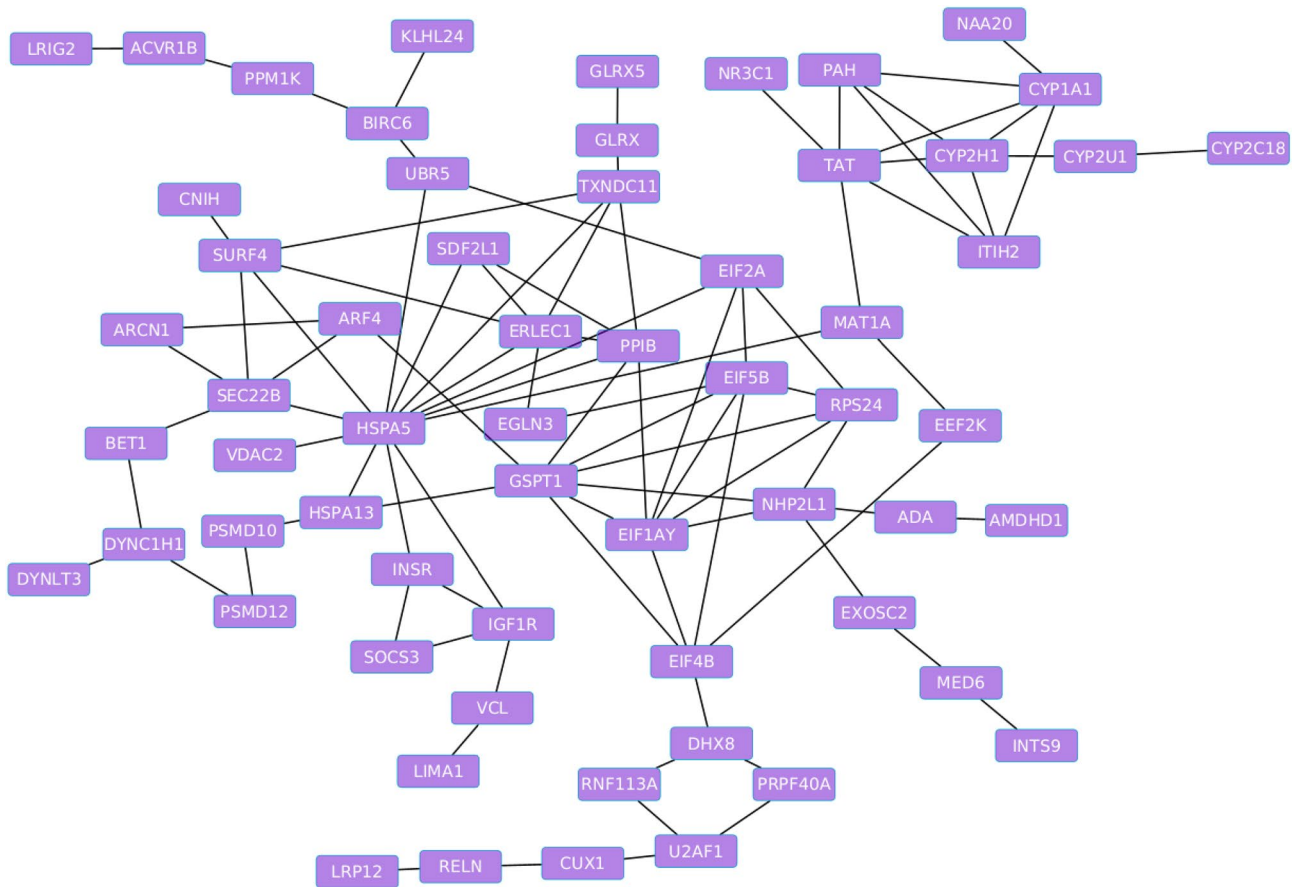 NAA20
KLHL24
LRIG2
ACVR1B
GLRX5
NR3C1
PAH
PPM1K
CYP1A1
BIRC6
GLRX
CYP2C18
CYP2H1
CYP2U1
TAT
UBR5
TXNDC11
CNIH
SDF2L1
ITIH2
SURF4
EIF2A
ARF4
MAT1A
ARCN1
ERLEC1
PPIB
EIF5B
SEC22B
RPS24
EGLN3
EEF2K
HSPA5
BET1
VDAC2
GSPT1
NHP2L1
HSPA13
ADA
AMDHD1
PSMD10
EIF1AY
DYNC1H1
INSR
DYNLT3
PSMD12
EXOSC2
IGF1R
SOCS3
EIF4B
MED6
VCL
DHX8
INTS9
LIMA1
RNF113A
PRPF40A
U2AF1
CUX1
RELN
LRP12